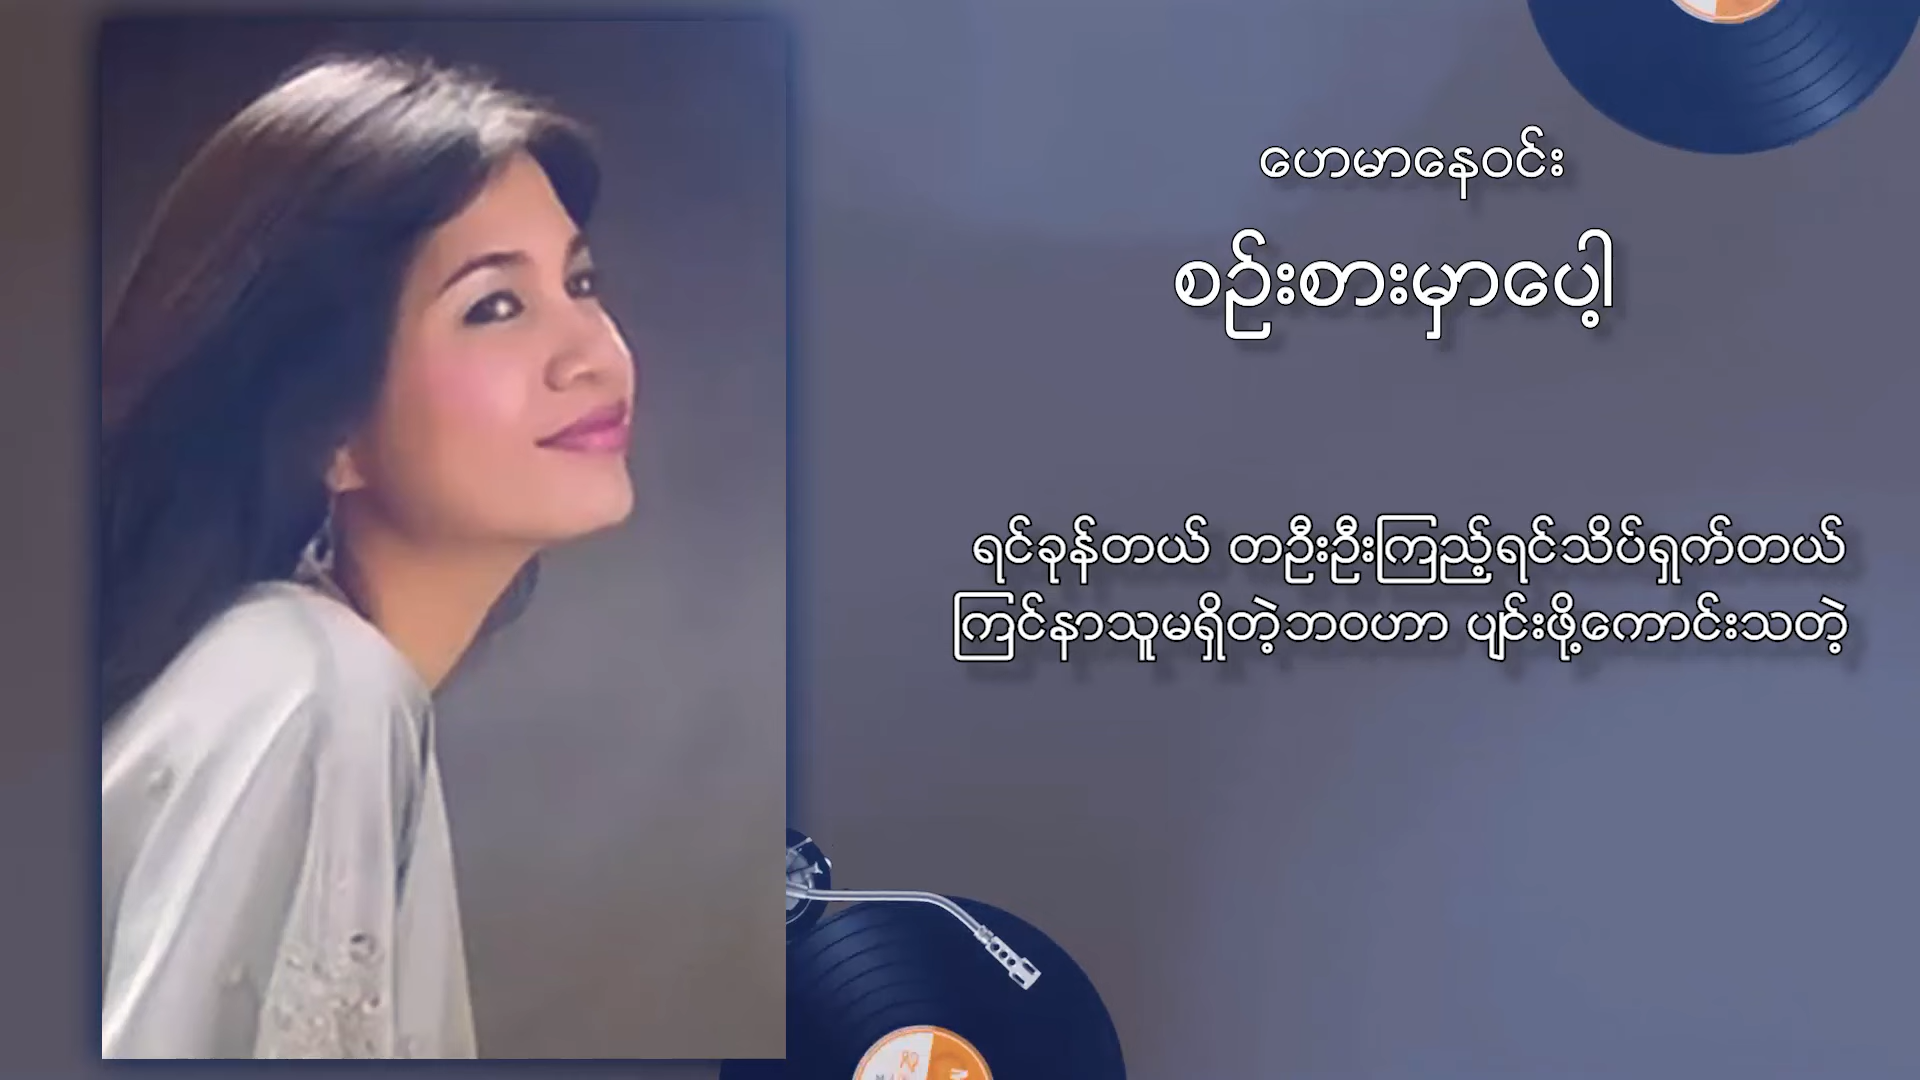 ဟေမာနေဝင်း
စဉ်းစားမှာပေါ့
ရင်ခုန်တယ် တဦးဦးကြည့်ရင်သိပ်ရှက်တယ်
ကြင်နာသူမရှိတဲ့ဘဝဟာ ပျင်းဖို့ကောင်းသတဲ့